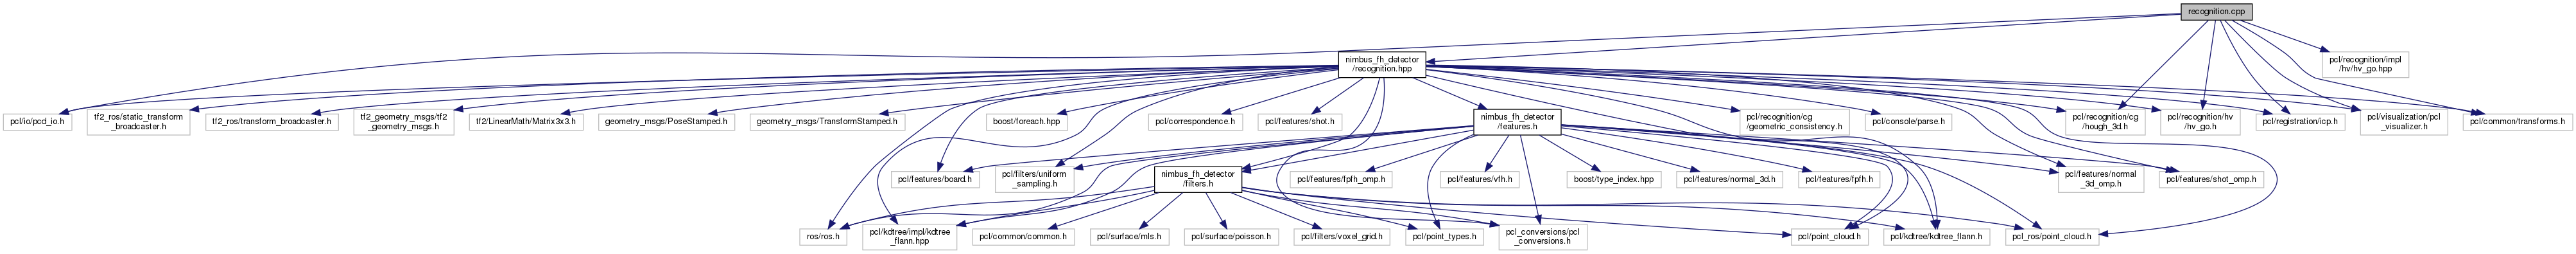 recognition.cpp
nimbus_fh_detector
/recognition.hpp
pcl/recognition/impl
/hv/hv_go.hpp
pcl/io/pcd_io.h
tf2_ros/static_transform
_broadcaster.h
tf2_ros/transform_broadcaster.h
tf2_geometry_msgs/tf2
_geometry_msgs.h
tf2/LinearMath/Matrix3x3.h
geometry_msgs/PoseStamped.h
geometry_msgs/TransformStamped.h
boost/foreach.hpp
pcl/correspondence.h
pcl/features/shot.h
nimbus_fh_detector
/features.h
pcl/recognition/cg
/geometric_consistency.h
pcl/console/parse.h
pcl/recognition/cg
/hough_3d.h
pcl/recognition/hv
/hv_go.h
pcl/registration/icp.h
pcl/visualization/pcl
_visualizer.h
pcl/common/transforms.h
pcl/features/board.h
pcl/filters/uniform
_sampling.h
nimbus_fh_detector
/filters.h
pcl/features/fpfh_omp.h
pcl/features/vfh.h
boost/type_index.hpp
pcl/features/normal_3d.h
pcl/features/fpfh.h
pcl/features/normal
_3d_omp.h
pcl/features/shot_omp.h
ros/ros.h
pcl/kdtree/impl/kdtree
_flann.hpp
pcl/common/common.h
pcl/surface/mls.h
pcl/surface/poisson.h
pcl/filters/voxel_grid.h
pcl/point_types.h
pcl_conversions/pcl
_conversions.h
pcl/point_cloud.h
pcl/kdtree/kdtree_flann.h
pcl_ros/point_cloud.h